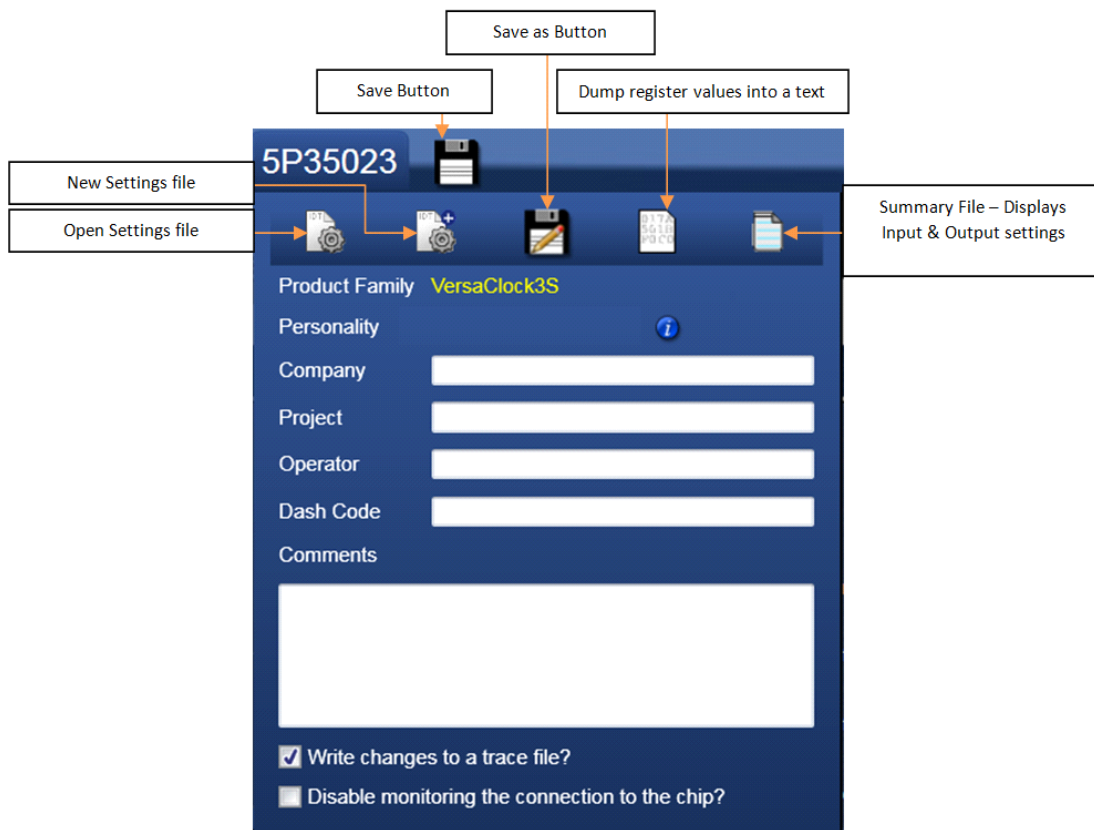 Save as Button
Save Button
Dump register values into a text
5P35023
New Settings file
Open Settings file
Summary File – Displays
Input & Output settings
IDT
IDT
Product Family VersaClock3S
Personality
Company
Project
Operator
Dash Code
Comments
Write changes to a trace file?
Disable monitoring the connection to the chip?